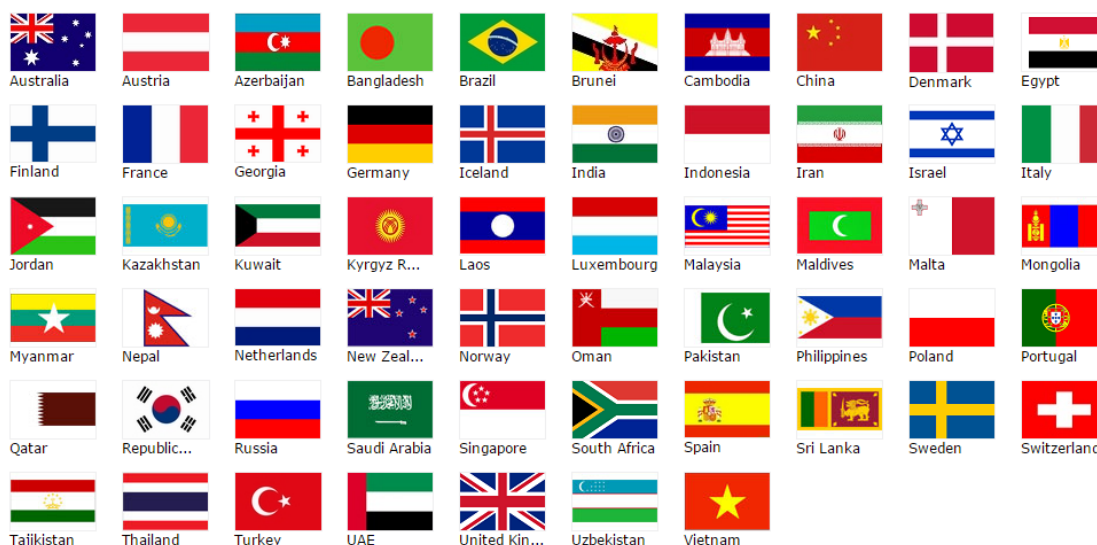 Australia Austria Azerbaijan Bangladesh Brazil Brunei Cambodia China Denmark Egypt
Finland France Georgia Germany Iceland India Indonesia Iran Israel Italy
Jordan Kazakhstan Kuwait Kyrgyz R... Laos Luxembourg Malaysia Maldives Malta Mongolia
Myanmar Nepal Netherlands New Zeal... Norway Oman Pakistan Philippines Poland Portugal
Qatar Republic... Russia Saudi Arabia Singapore South Africa Spain Sri Lanka Sweden Switzerland
Tajikistan Thailand Turkey UAE United Kin... Uzbekistan Vietnam